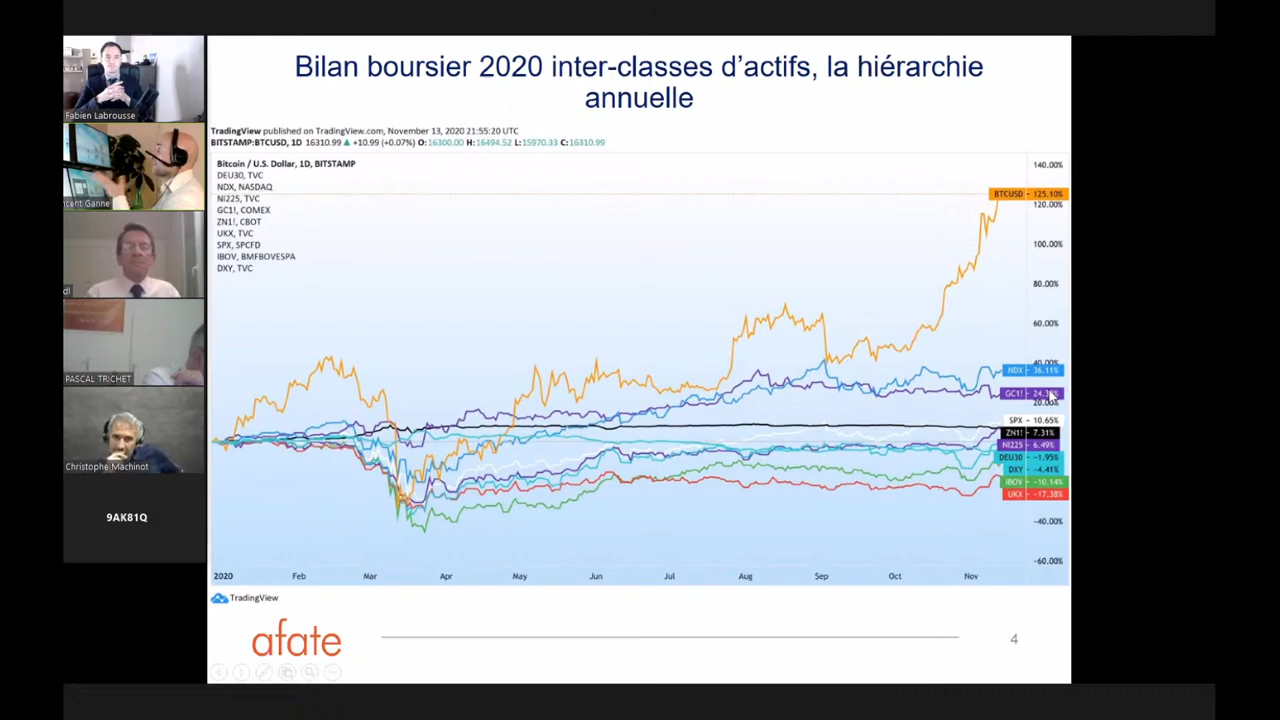 Bilan boursier 2020 inter-classes d'actifs, la hiérarchie
annuelle
TradingView published on TradingView.com, November 13, 2020 21:55:20 UTC
BITSTAMP:BTCUSD, 1D 16310.99 ▲ +10.99 (+0.07%) O:16300.00 H:16494.52 L:15970.33 C:16310.99
Bitcoin / U.S. Dollar, 1D, BITSTAMP
DEU30, TVC
NDX, NASDAQ
NI225, TVC
GC1!, COMEX
ZN1!, CBOT
UKX, TVC
SPX, SPCFD
IBOV, BMFBOVESPA
DXY, TVC
140.00%
BTCUSD 125.10%
120.00%
100.00%
80.00%
60.00%
40.00%
NDX 36.11%
GC1!
20.00%
SPX 10.65%
ZN1! 7.31%
NI225 6.49%
DEU30 -1.95%
DXY -4.41%
IBOV -10.14%
UKX -17.38%
-40.00%
-60.00%
2020 Feb Mar Apr May Jun Jul Aug Sep Oct Nov
TradingView
afate
4
Fabien Labrousse
ncent Ganne
dl
PASCAL TRICHET
Christophe Machinot
9AK81Q